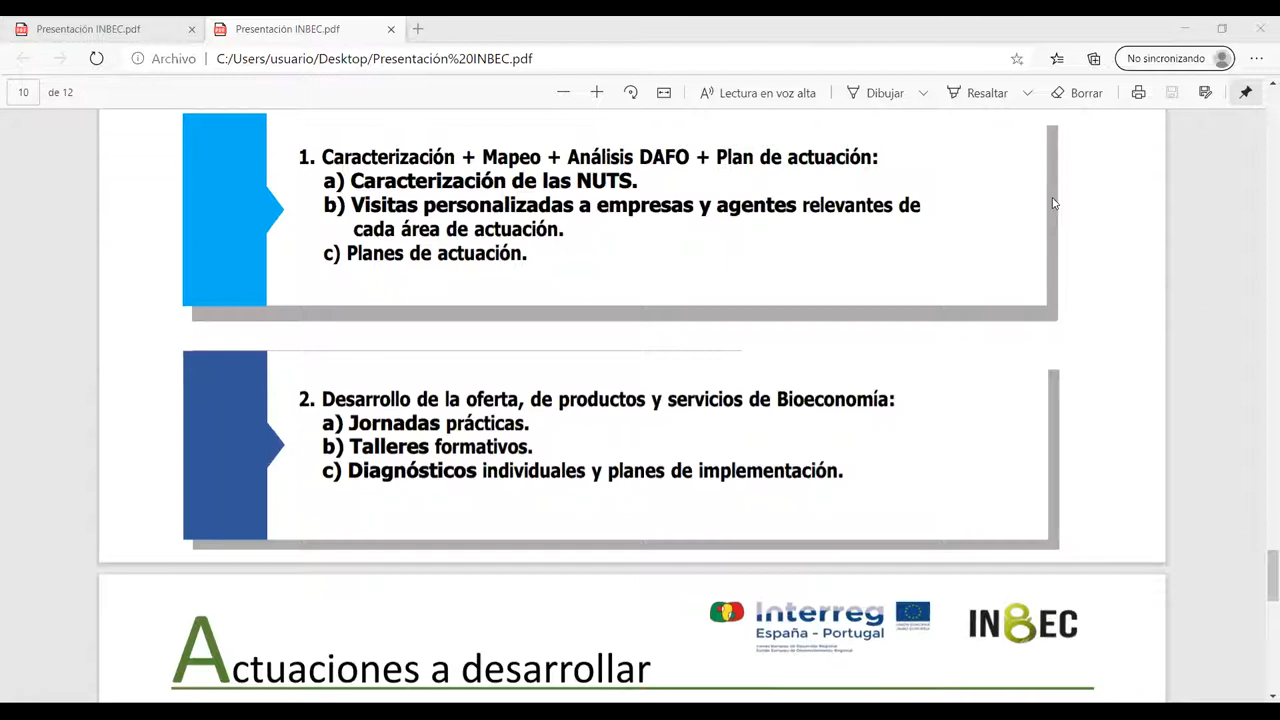 Presentación INBEC.pdf
Presentación INBEC.pdf
Archivo
C:/Users/usuario/Desktop/Presentación%20INBEC.pdf
No sincronizando
10 de 12
Lectura en voz alta
Dibujar
Resaltar
Borrar
1. Caracterización + Mapeo + Análisis DAFO + Plan de actuación:
a) Caracterización de las NUTS.
b) Visitas personalizadas a empresas y agentes relevantes de
cada área de actuación.
c) Planes de actuación.
2. Desarrollo de la oferta, de productos y servicios de Bioeconomía:
a) Jornadas prácticas.
b) Talleres formativos.
c) Diagnósticos individuales y planes de implementación.
Interreg
España - Portugal
INBEC
Actuaciones a desarrollar